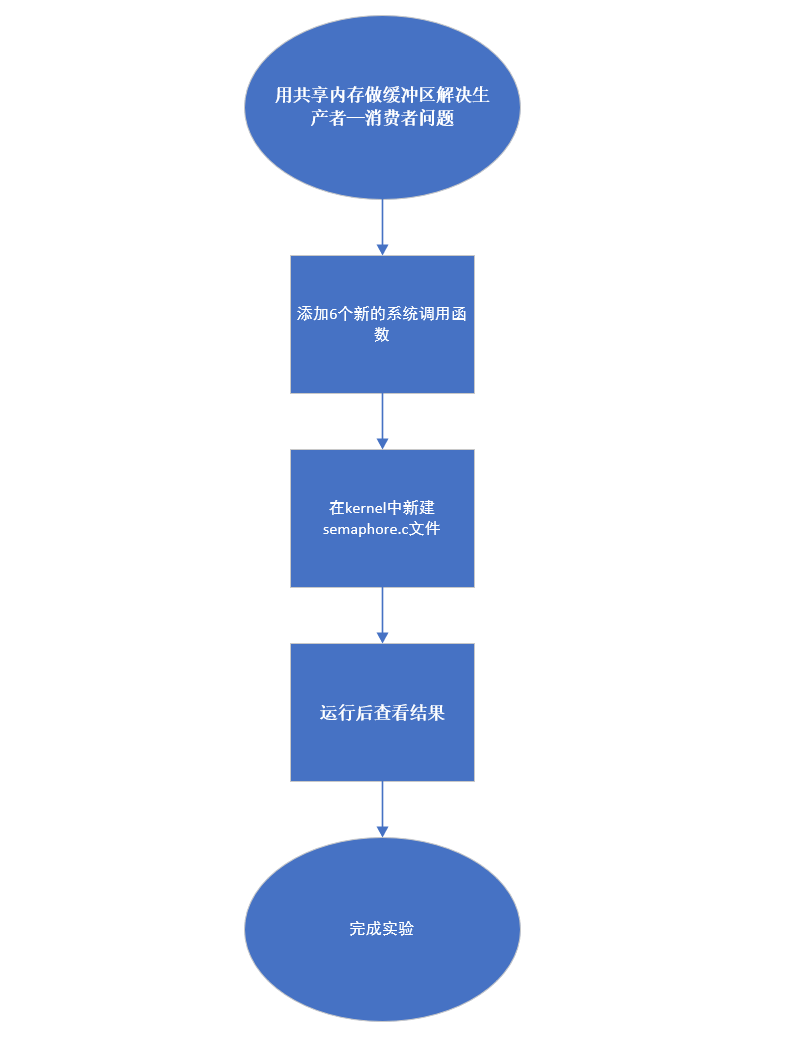 用共享内存做缓冲区解决生
产者—消费者问题
添加6个新的系统调用函
数
在kernel中新建
semaphore.c文件
运行后查看结果
完成实验